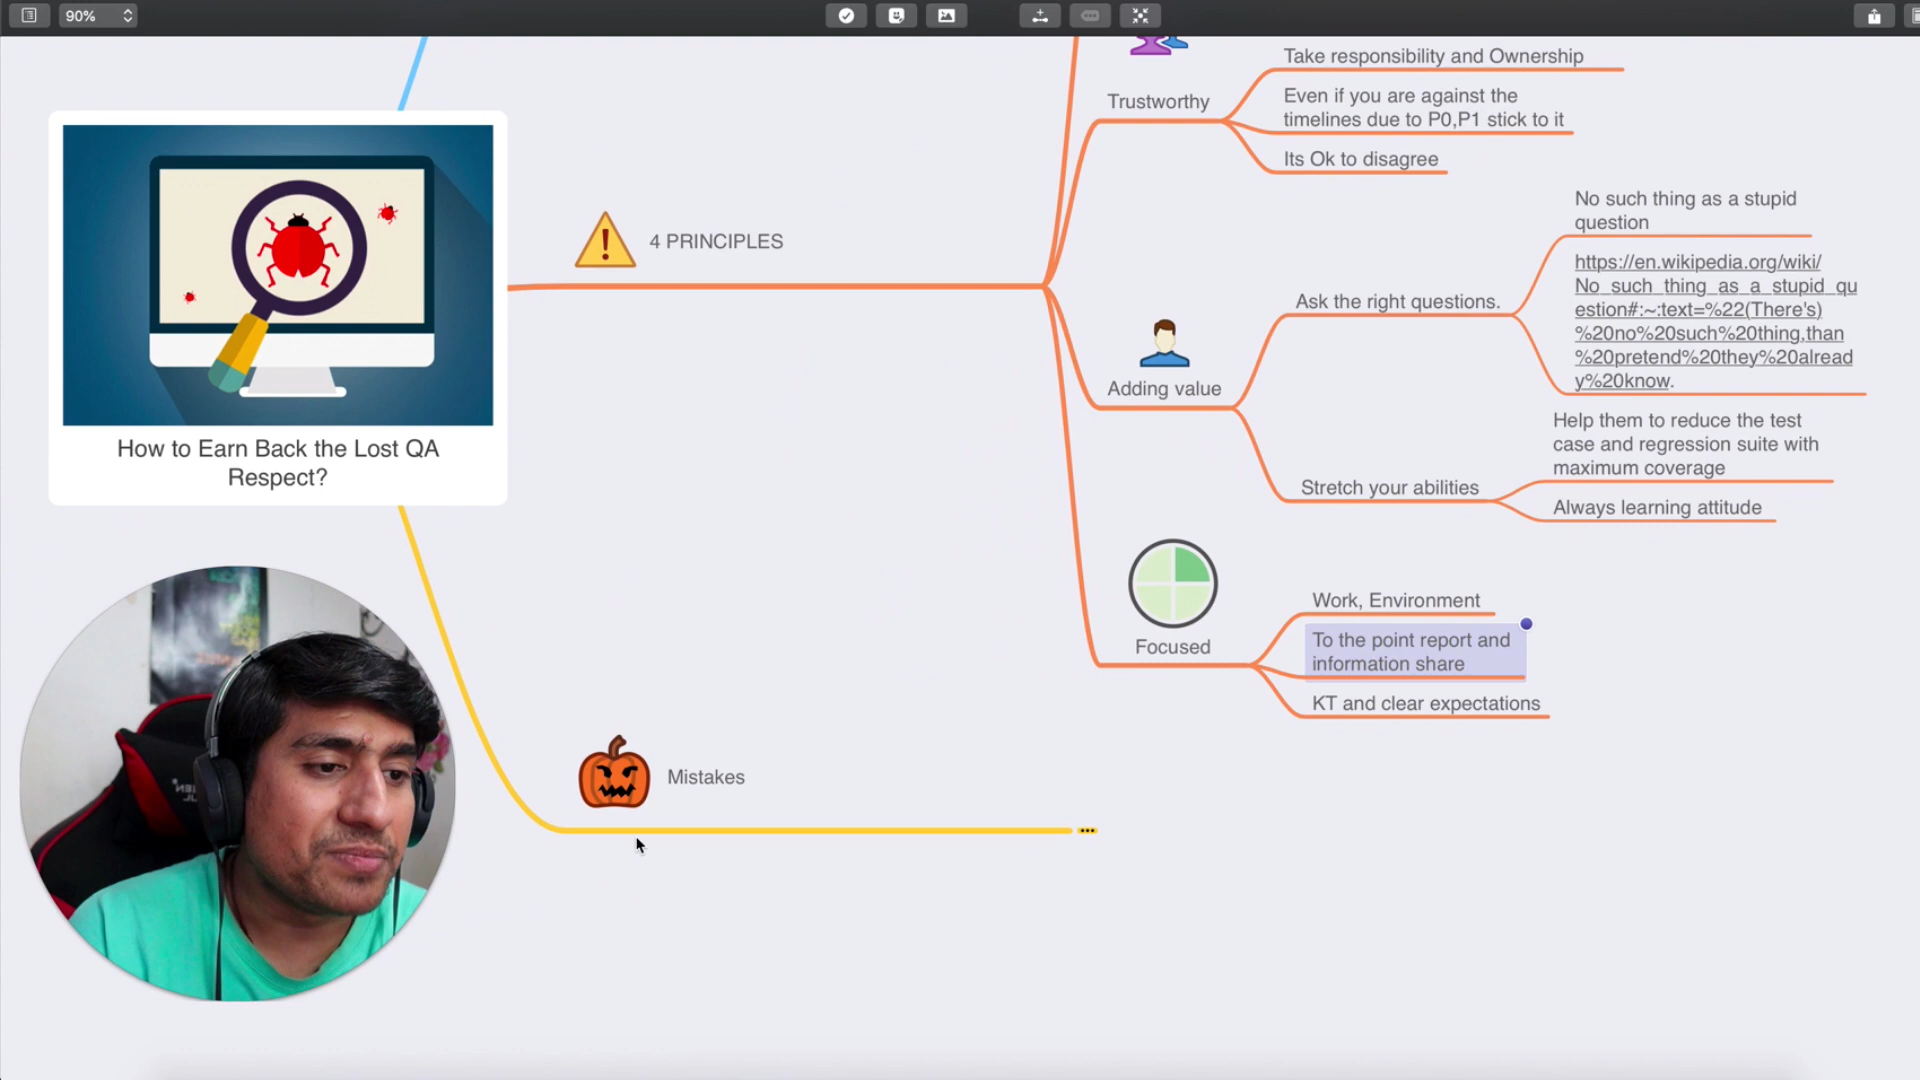 90%
Take responsibility and Ownership
Trustworthy
Even if you are against the
timelines due to P0,P1 stick to it
Its Ok to disagree
4 PRINCIPLES
No such thing as a stupid
question
Ask the right questions.
https://en.wikipedia.org/wiki/
No_such_thing_as_a_stupid_qu
estion#:~:text=%22(There's)
%20no%20such%20thing,than
%20pretend%20they%20alread
y%20know.
Adding value
Help them to reduce the test
case and regression suite with
maximum coverage
Stretch your abilities
Always learning attitude
How to Earn Back the Lost QA
Respect?
Work, Environment
To the point report and
information share
Focused
KT and clear expectations
Mistakes